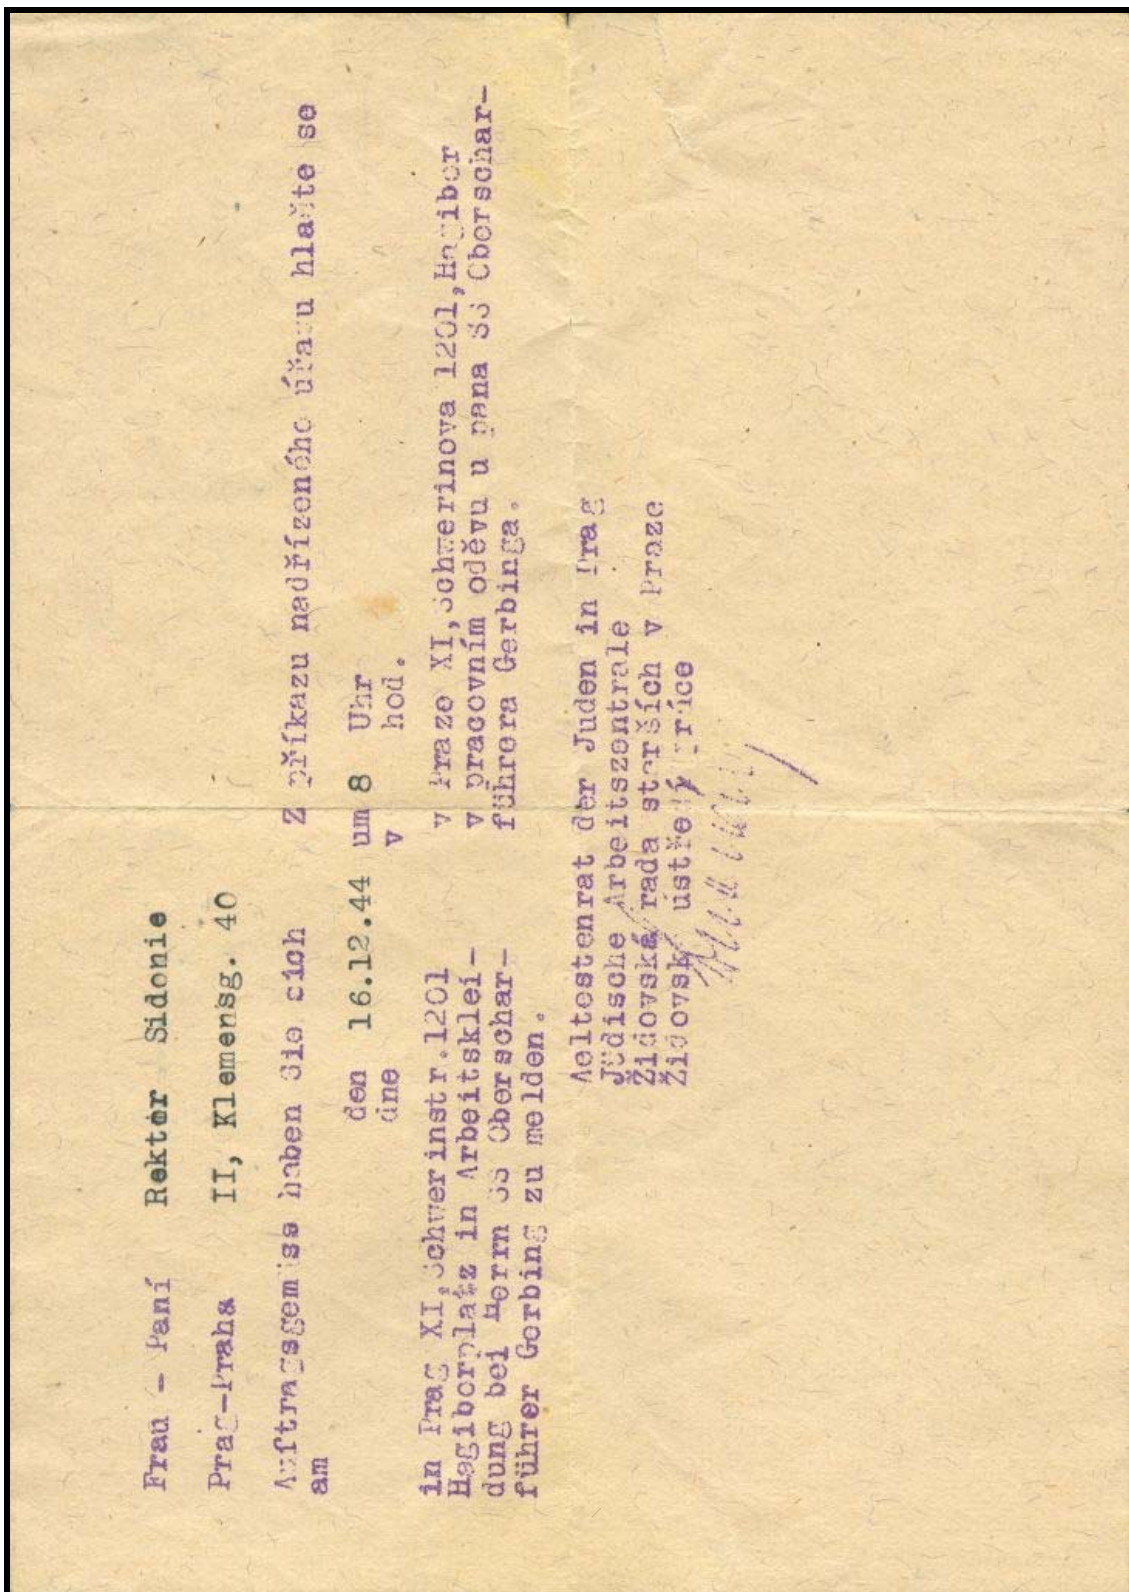 Frau - Paní Rektor Sidonie
Prag-Praha II, Klemensg. 40
Auftragsgemäss haben Sie sich Z příkazu nadřízeného úřadu hlašte se
am
den 16.12.44 um 8 Uhr
dne v hod.
in Prag XI, Schwerinstr.1201 v Praze XI, Schwerinova 1201, Hagibor
Hagiborplatz in Arbeitsklei- v pracovním oděvu u pana SS Oberschar-
dung bei Herrn SS Oberschar- führera Gerbinga.
führer Gerbing zu melden.
Aeltestenrat der Juden in Prag
Jüdische Arbeitszentrale
Židovská rada starších v Praze
Židovská ústředí práce